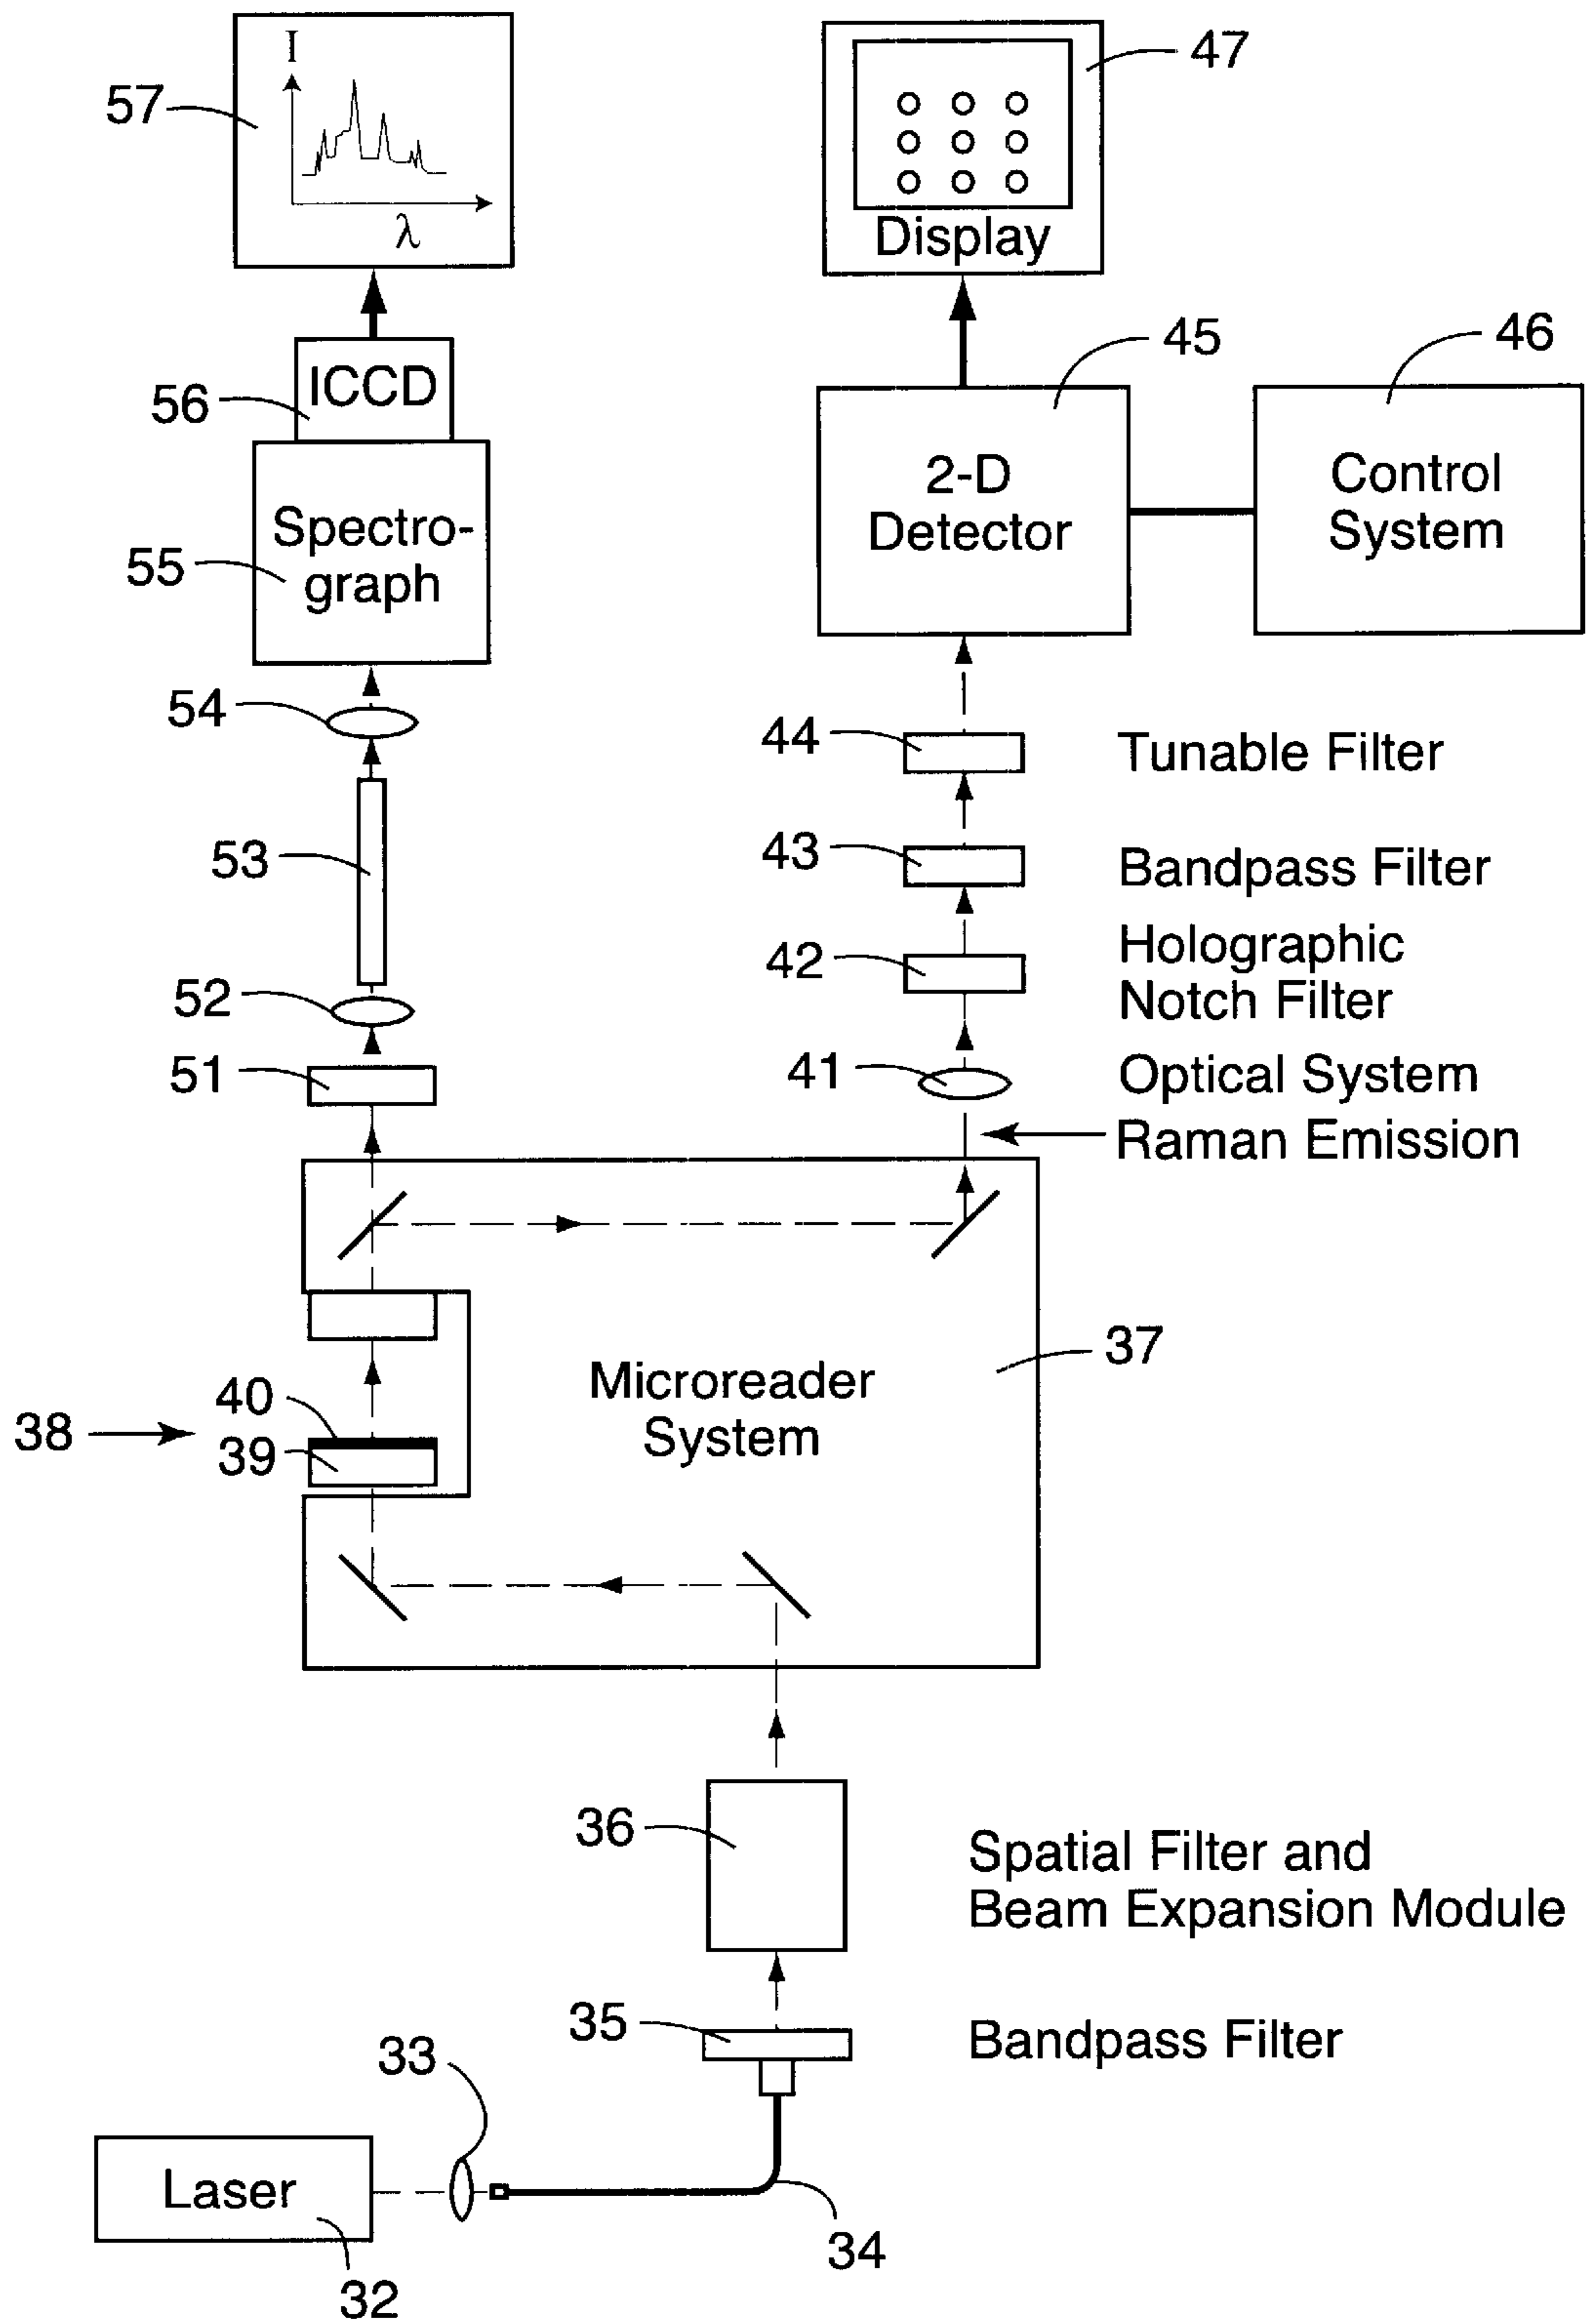 I
57
λ
47
Display
45
46
ICCD
56
2-D
Detector
Control
System
Spectro-
graph
55
54
44
Tunable Filter
53
43
Bandpass Filter
42
Holographic
Notch Filter
52
51
41
Optical System
Raman Emission
37
Microreader
System
40
38
39
36
Spatial Filter and
Beam Expansion Module
35
Bandpass Filter
33
Laser
34
32